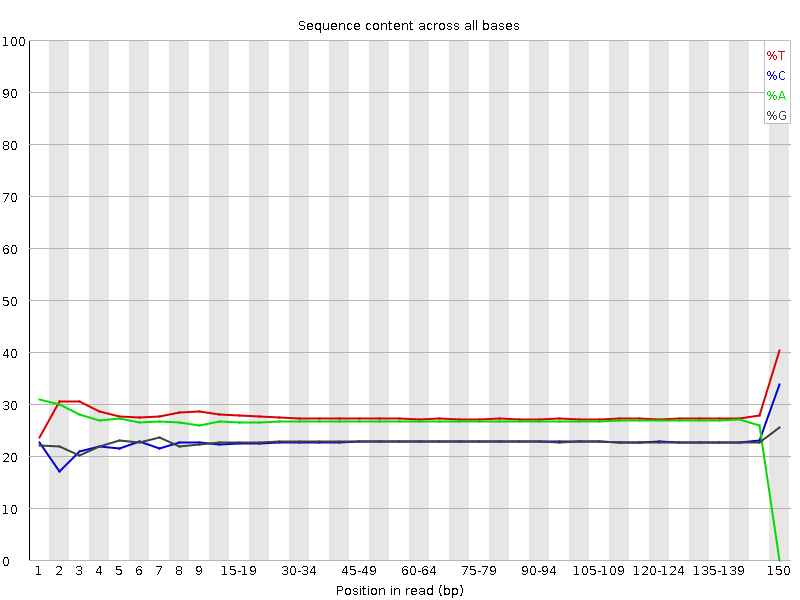 Sequence content across all bases
100
90
80
70
60
50
40
30
20
10
0
%T
%C
%A
%G
1 2 3 4 5 6 7 8 9 15-19 30-34 45-49 60-64 75-79 90-94 105-109 120-124 135-139 150
Position in read (bp)